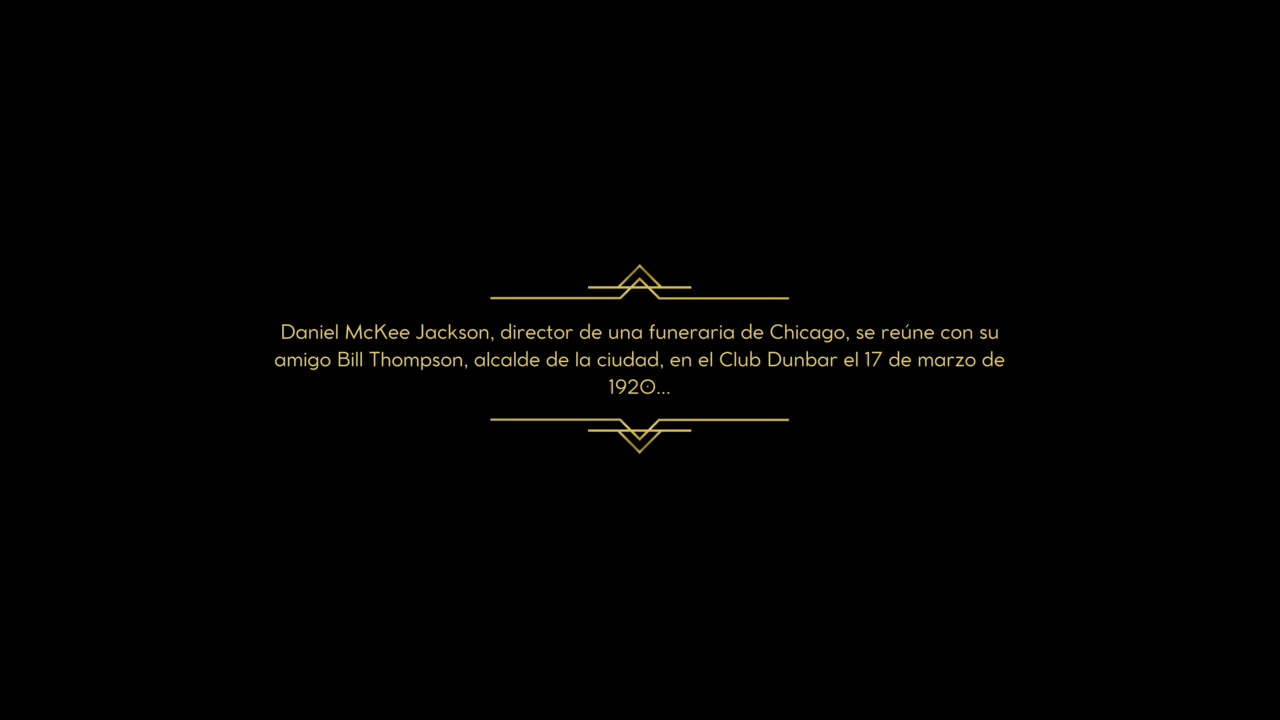 Daniel McKee Jackson, director de una funeraria de Chicago, se reúne con su
amigo Bill Thompson, alcalde de la ciudad, en el Club Dunbar el 17 de marzo de
1920...